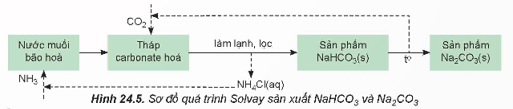 CO₂
Nước muối
bão hoà
Tháp
carbonate hoá
làm lạnh, lọc
Sản phẩm
NaHCO₃(s)
t°
Sản phẩm
Na₂CO₃(s)
NH₃
NH₄Cl(aq)
Hình 24.5. Sơ đồ quá trình Solvay sản xuất NaHCO₃ và Na₂CO₃